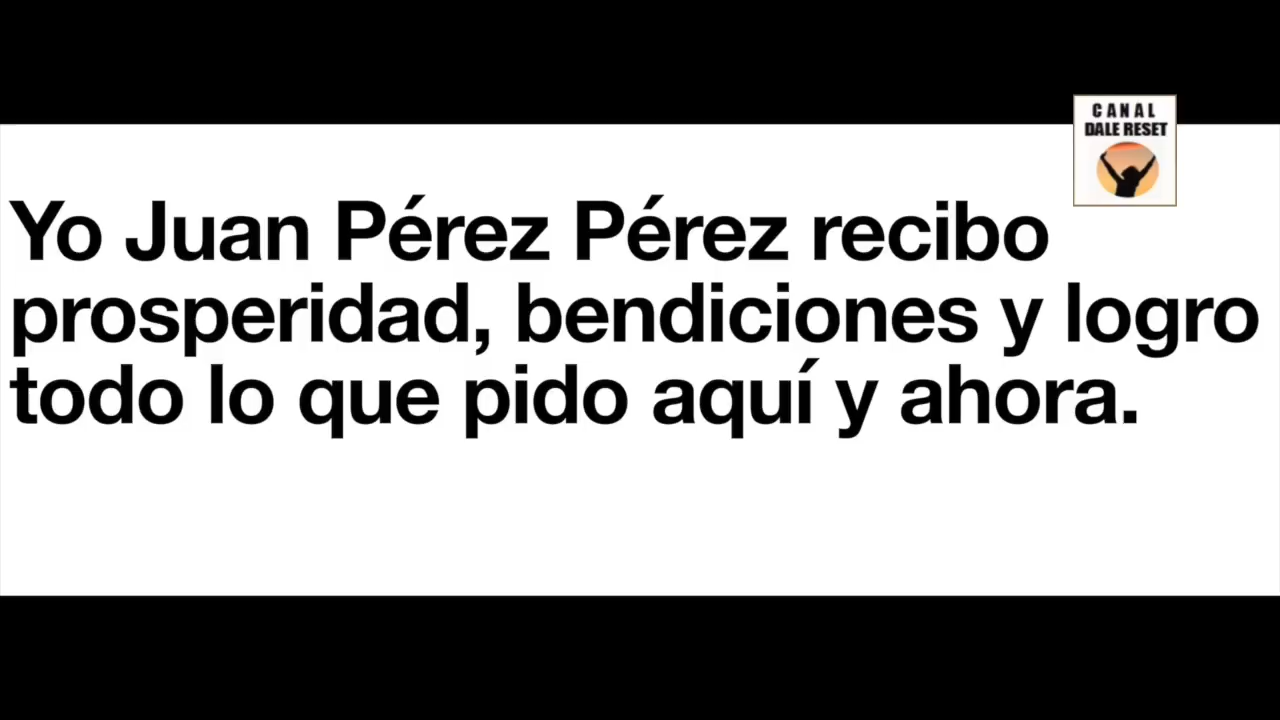 CANAL
DALE RESET
Yo Juan Pérez Pérez recibo
prosperidad, bendiciones y logro
todo lo que pido aquí y ahora.